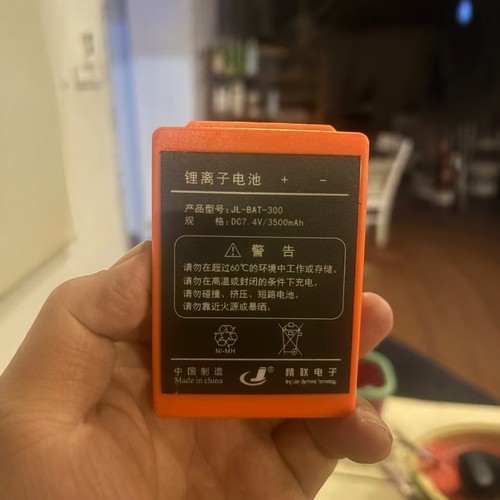 锂离子电池 + -
产品型号:JL-BAT-300
规 格:DC7.4V/3500mAh
警 告
请勿在超过60℃的环境中工作或存储。
请勿在高温或封闭的条件下充电。
请勿碰撞、挤压、短路电池。
请勿靠近火源或暴晒。
Ni-MH
中国制造 ® 精联电子
Made in china Jing Lian Electronic Technology